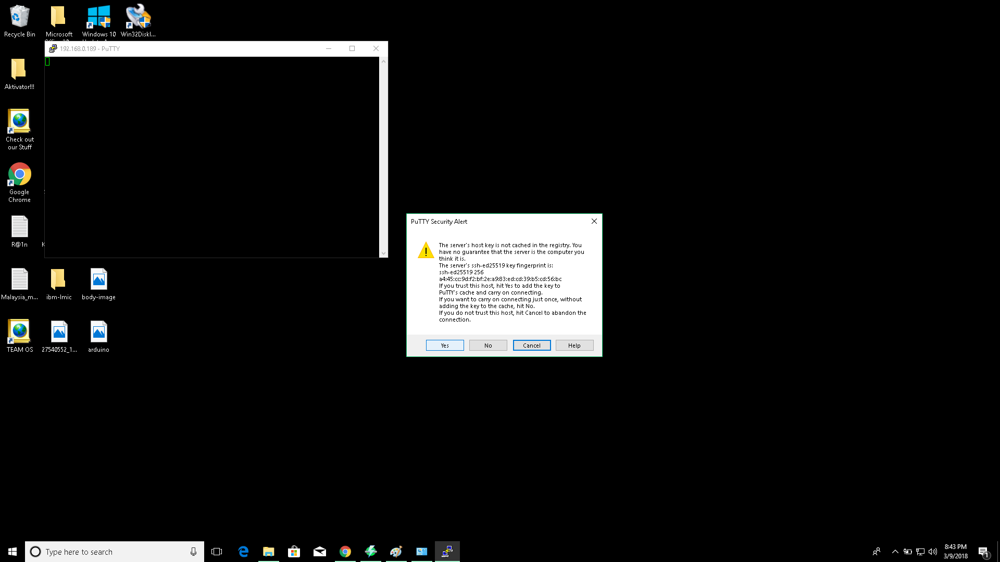 Recycle Bin
Microsoft
Windows 10
Win32DiskI...
192.168.0.189 - PuTTY
Aktivator!!!
Check out
our Stuff
Google
Chrome
R@1n
K
Malaysia_m...
ibm-lmic
body-image
TEAM OS
27540552_1...
arduino
PuTTY Security Alert
The server's host key is not cached in the registry. You
have no guarantee that the server is the computer you
think it is.
The server's ssh-ed25519 key fingerprint is:
ssh-ed25519 256
a4:45:cc:9d:f2:bf:2e:a9:83:ed:cd:39:b5:cd:56:bc
If you trust this host, hit Yes to add the key to
PuTTY's cache and carry on connecting.
If you want to carry on connecting just once, without
adding the key to the cache, hit No.
If you do not trust this host, hit Cancel to abandon the
connection.
Yes
No
Cancel
Help
Type here to search
8:43 PM
3/9/2018
1